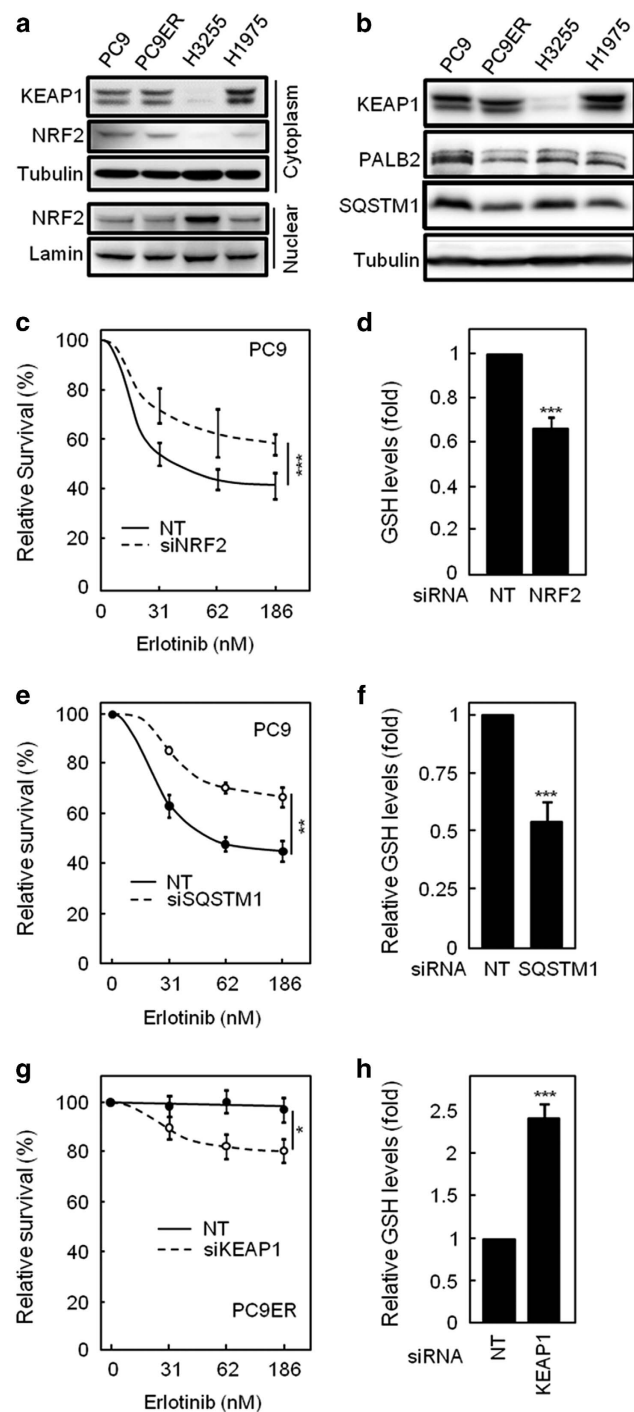 a
PC9
PC9ER
H3255
H1975
KEAP1
NRF2
Tubulin
Cytoplasm
NRF2
Lamin
Nuclear
b
PC9
PC9ER
H3255
H1975
KEAP1
PALB2
SQSTM1
Tubulin
c
Relative Survival (%)
100
80
60
40
20
0
PC9
***
NT
siNRF2
0 31 62 186
Erlotinib (nM)
d
GSH levels (fold)
1
0.8
0.6
0.4
0.2
0
***
siRNA NT NRF2
e
Relative survival (%)
100
80
60
40
20
0
PC9
**
NT
siSQSTM1
0 31 62 186
Erlotinib (nM)
f
Relative GSH levels (fold)
1
0.75
0.5
0.25
0
***
siRNA NT SQSTM1
g
Relative survival (%)
100
80
60
40
20
0
*
NT
siKEAP1
PC9ER
0 31 62 186
Erlotinib (nM)
h
Relative GSH levels (fold)
2.5
2
1.5
1
0.5
0
***
siRNA
NT
KEAP1